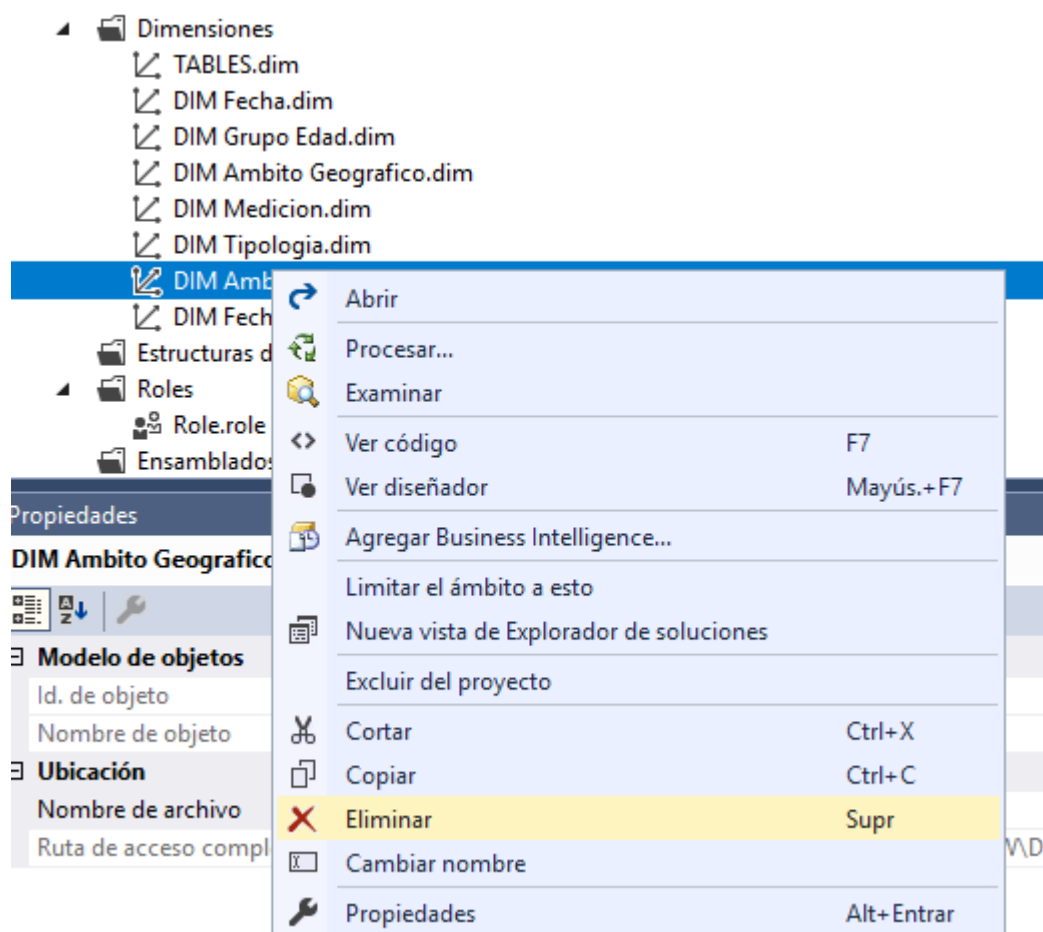 Dimensiones
TABLES.dim
DIM Fecha.dim
DIM Grupo Edad.dim
DIM Ambito Geografico.dim
DIM Medicion.dim
DIM Tipologia.dim
DIM Amb
DIM Fech
Estructuras d
Roles
Role.role
Ensamblados
Abrir
Procesar...
Examinar
Ver código F7
Ver diseñador Mayús.+F7
Agregar Business Intelligence...
Limitar el ámbito a esto
Nueva vista de Explorador de soluciones
Excluir del proyecto
Cortar Ctrl+X
Copiar Ctrl+C
Eliminar Supr
Cambiar nombre
Propiedades Alt+Entrar
Propiedades
DIM Ambito Geografico
Modelo de objetos
Id. de objeto
Nombre de objeto
Ubicación
Nombre de archivo
Ruta de acceso compl